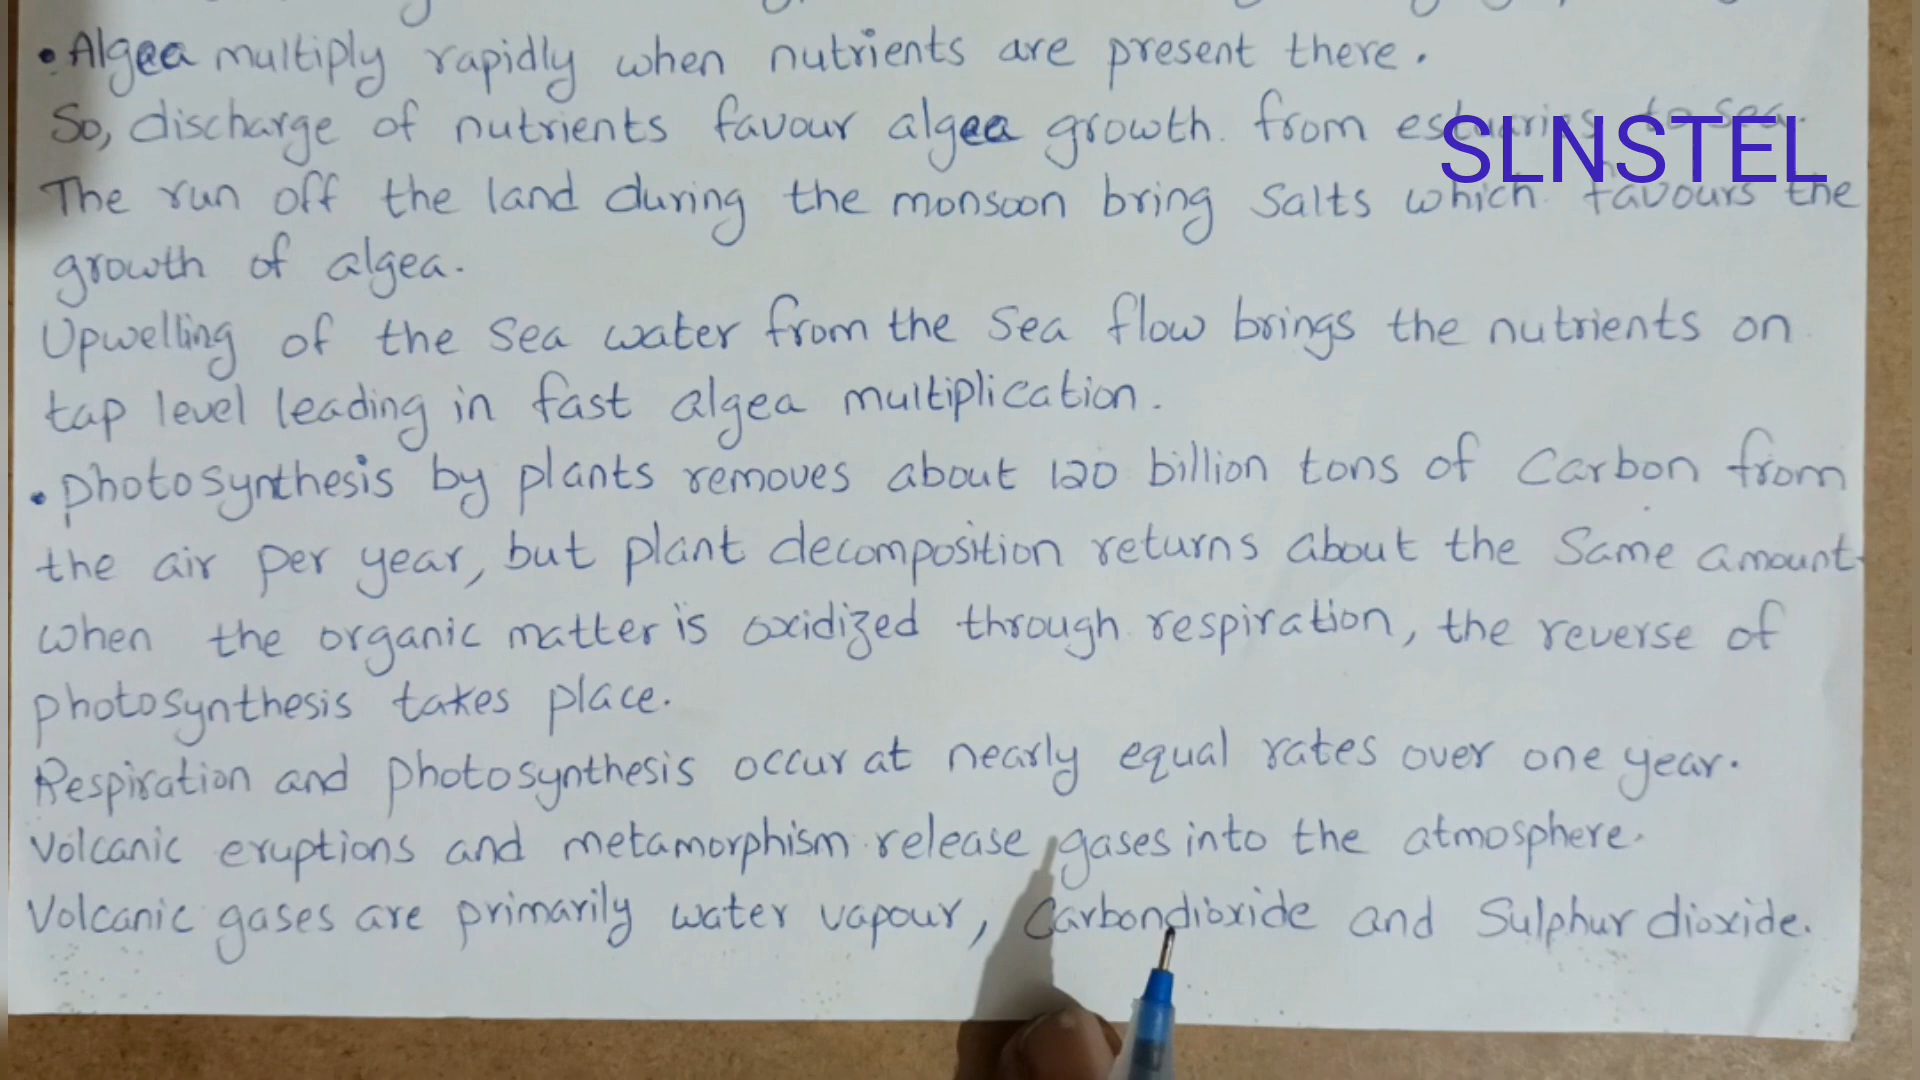 • Algea multiply rapidly when nutrients are present there.
So, discharge of nutrients favour algea growth. from estuaries to sea.
SLNSTEL
The run off the land during the monsoon bring salts which favours the
growth of algea.
Upwelling of the sea water from the sea flow brings the nutrients on
tap level leading in fast algea multiplication.
• Photosynthesis by plants removes about 120 billion tons of Carbon from
the air per year, but plant decomposition returns about the same amount.
when the organic matter is oxidized through respiration, the reverse of
photosynthesis takes place.
Respiration and photosynthesis occur at nearly equal rates over one year.
Volcanic eruptions and metamorphism release gases into the atmosphere.
Volcanic gases are primarily water vapour, Carbondioxide and Sulphur dioxide.